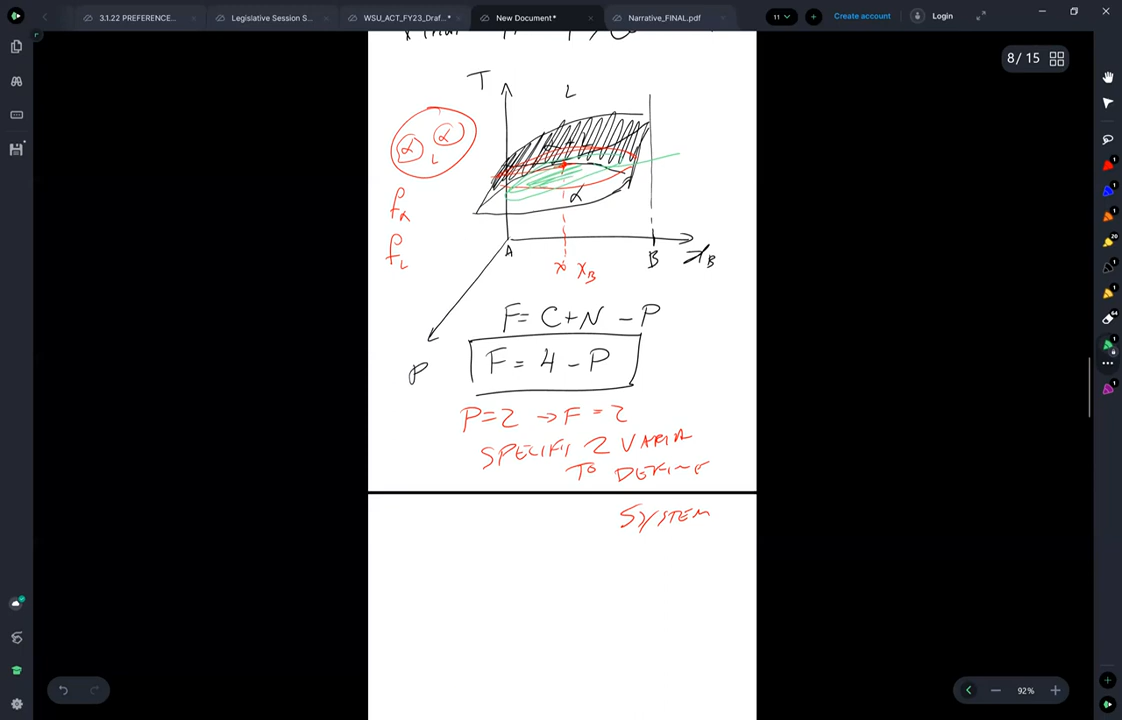 3.1.22 PREFERENCE...
Legislative Session S...
WSU_ACT_FY23_Draf...*
New Document*
Narrative_FINAL.pdf
11
Create account
Login
8 / 15
T
L
α α
L
α + L
α
f α
f L
A
x x B
B
x B
P
F = C + N - P
F = 4 - P
P=2 → F = 2
SPECIFY 2 VARIA
TO DEFINE
SYSTEM
92%